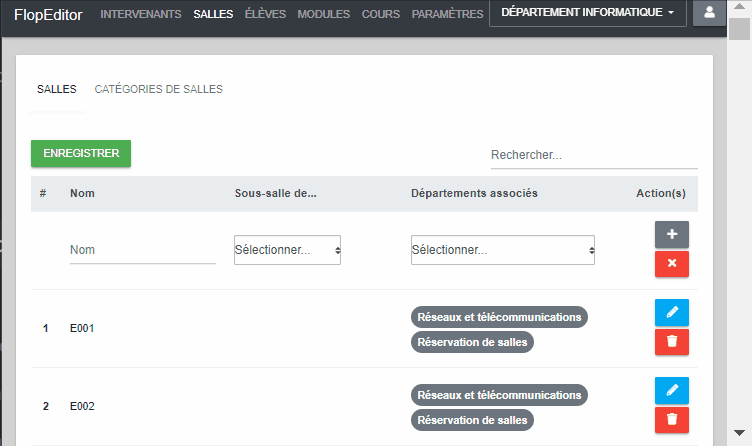 FlopEditor INTERVENANTS SALLES ÉLÈVES MODULES COURS PARAMÈTRES DÉPARTEMENT INFORMATIQUE
SALLES CATÉGORIES DE SALLES
ENREGISTRER Rechercher...
# Nom Sous-salle de... Départements associés Action(s)
Nom Sélectionner... Sélectionner...
1 E001 Réseaux et télécommunications
Réservation de salles
2 E002 Réseaux et télécommunications
Réservation de salles